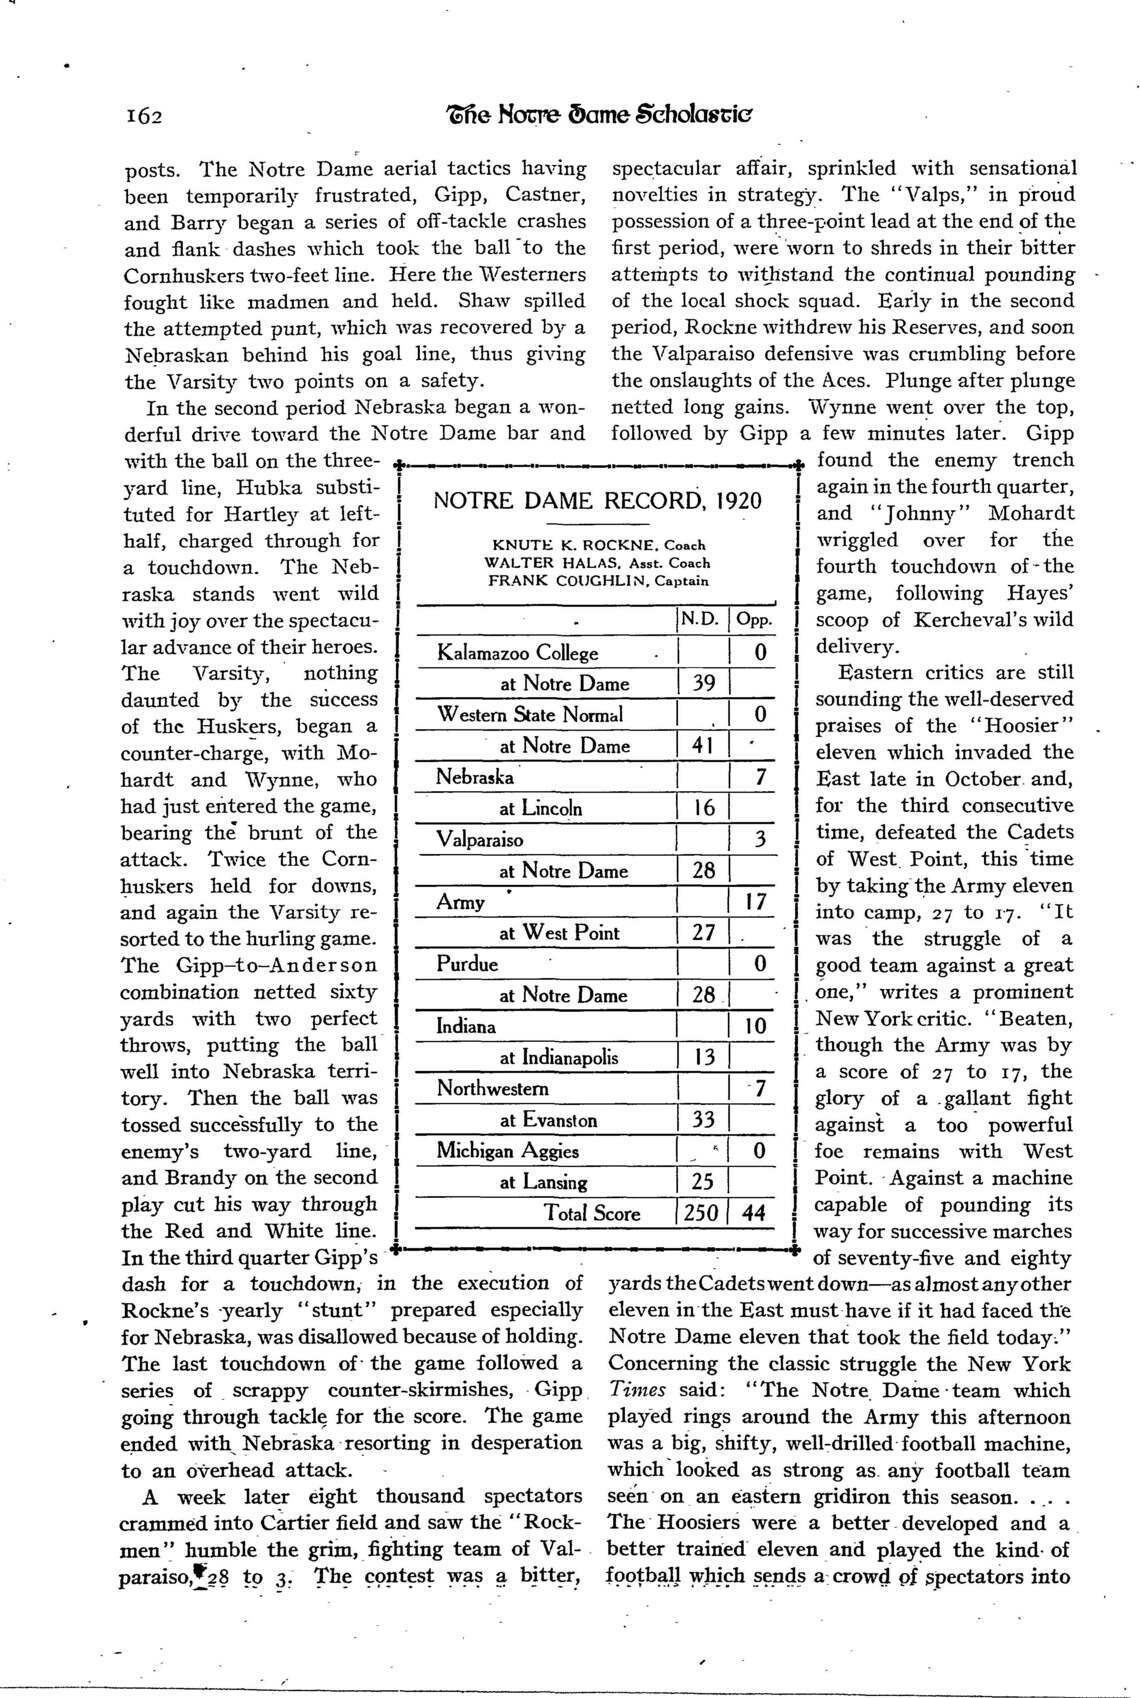 162
The Notre Dame Scholastic
posts. The Notre Dame aerial tactics having
been temporarily frustrated, Gipp, Castner,
and Barry began a series of off-tackle crashes
and flank dashes which took the ball to the
Cornhuskers two-feet line. Here the Westerners
fought like madmen and held. Shaw spilled
the attempted punt, which was recovered by a
Nebraskan behind his goal line, thus giving
the Varsity two points on a safety.
In the second period Nebraska began a won-
derful drive toward the Notre Dame bar and
with the ball on the three-
yard line, Hubka substi-
tuted for Hartley at left-
half, charged through for
a touchdown. The Neb-
raska stands went wild
with joy over the spectacu-
lar advance of their heroes.
The Varsity, nothing
daunted by the success
of the Huskers, began a
counter-charge, with Mo-
hardt and Wynne, who
had just entered the game,
bearing the brunt of the
attack. Twice the Corn-
huskers held for downs,
and again the Varsity re-
sorted to the hurling game.
The Gipp-to-Anderson
combination netted sixty
yards with two perfect
throws, putting the ball
well into Nebraska terri-
tory. Then the ball was
tossed successfully to the
enemy's two-yard line,
and Brandy on the second
play cut his way through
the Red and White line.
In the third quarter Gipp's
dash for a touchdown, in the execution of
Rockne's yearly "stunt" prepared especially
for Nebraska, was disallowed because of holding.
The last touchdown of the game followed a
series of scrappy counter-skirmishes, Gipp
going through tackle for the score. The game
ended with Nebraska resorting in desperation
to an overhead attack.
A week later eight thousand spectators
crammed into Cartier field and saw the "Rock-
men" humble the grim, fighting team of Val-
paraiso, 28 to 3. The contest was a bitter,
NOTRE DAME RECORD, 1920
KNUTE K. ROCKNE, Coach
WALTER HALAS, Asst. Coach
FRANK COUGHLIN, Captain
N.D. Opp.
Kalamazoo College 0
at Notre Dame 39
Western State Normal 0
at Notre Dame 41
Nebraska 7
at Lincoln 16
Valparaiso 3
at Notre Dame 28
Army 17
at West Point 27
Purdue 0
at Notre Dame 28
Indiana 10
at Indianapolis 13
Northwestern 7
at Evanston 33
Michigan Aggies 0
at Lansing 25
Total Score 250 44
spectacular affair, sprinkled with sensational
novelties in strategy. The "Valps," in proud
possession of a three-point lead at the end of the
first period, were worn to shreds in their bitter
attempts to withstand the continual pounding
of the local shock squad. Early in the second
period, Rockne withdrew his Reserves, and soon
the Valparaiso defensive was crumbling before
the onslaughts of the Aces. Plunge after plunge
netted long gains. Wynne went over the top,
followed by Gipp a few minutes later. Gipp
found the enemy trench
again in the fourth quarter,
and "Johnny" Mohardt
wriggled over for the
fourth touchdown of the
game, following Hayes'
scoop of Kercheval's wild
delivery.
Eastern critics are still
sounding the well-deserved
praises of the "Hoosier"
eleven which invaded the
East late in October and,
for the third consecutive
time, defeated the Cadets
of West Point, this time
by taking the Army eleven
into camp, 27 to 17. "It
was the struggle of a
good team against a great
one," writes a prominent
New York critic. "Beaten,
though the Army was by
a score of 27 to 17, the
glory of a gallant fight
against a too powerful
foe remains with West
Point. Against a machine
capable of pounding its
way for successive marches
of seventy-five and eighty
yards the Cadets went down—as almost any other
eleven in the East must have if it had faced the
Notre Dame eleven that took the field today."
Concerning the classic struggle the New York
Times said: "The Notre Dame team which
played rings around the Army this afternoon
was a big, shifty, well-drilled football machine,
which looked as strong as any football team
seen on an eastern gridiron this season. . . .
The Hoosiers were a better developed and a
better trained eleven and played the kind of
football which sends a crowd of spectators into